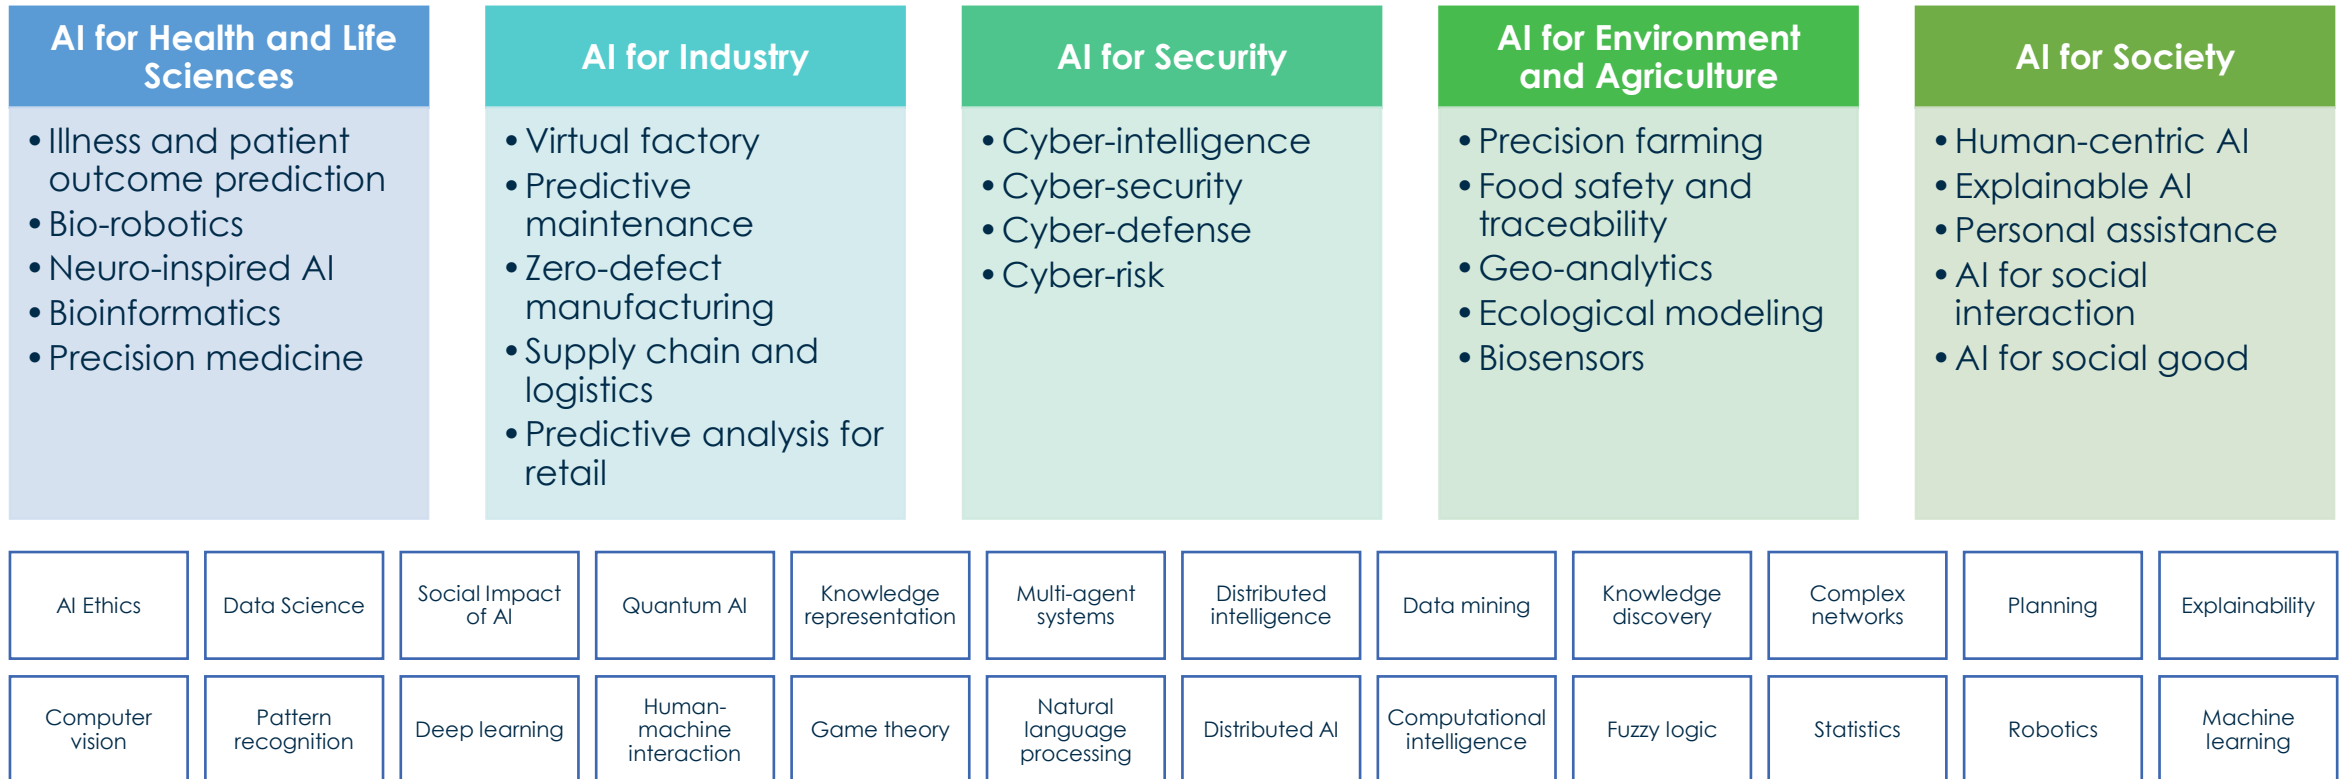 AI for Health and Life
Sciences
• Illness and patient
outcome prediction
• Bio-robotics
• Neuro-inspired AI
• Bioinformatics
• Precision medicine
AI for Industry
• Virtual factory
• Predictive
maintenance
• Zero-defect
manufacturing
• Supply chain and
logistics
• Predictive analysis for
retail
AI for Security
• Cyber-intelligence
• Cyber-security
• Cyber-defense
• Cyber-risk
AI for Environment
and Agriculture
• Precision farming
• Food safety and
traceability
• Geo-analytics
• Ecological modeling
• Biosensors
AI for Society
• Human-centric AI
• Explainable AI
• Personal assistance
• AI for social
interaction
• AI for social good
AI Ethics
Data Science
Social Impact
of AI
Quantum AI
Knowledge
representation
Multi-agent
systems
Distributed
intelligence
Data mining
Knowledge
discovery
Complex
networks
Planning
Explainability
Computer
vision
Pattern
recognition
Deep learning
Human-
machine
interaction
Game theory
Natural
language
processing
Distributed AI
Computational
intelligence
Fuzzy logic
Statistics
Robotics
Machine
learning